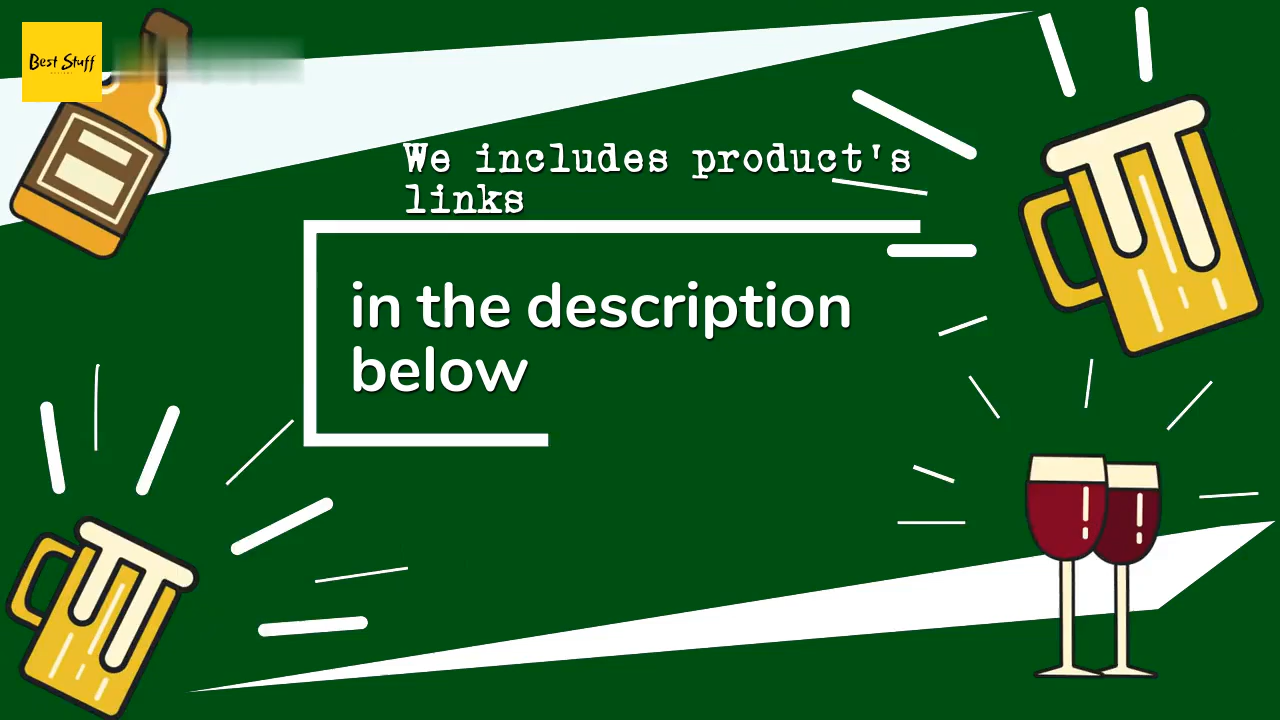 Best Stuff
We includes product's
links
in the description
below